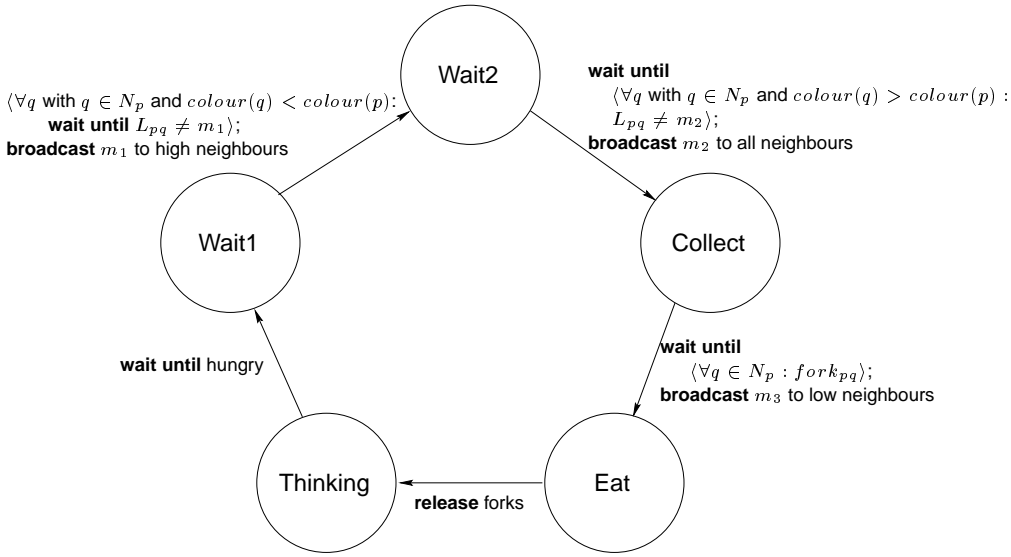 Wait2
wait until
⟨∀q with q ∈ N_p and colour(q) > colour(p) :
L_pq ≠ m_2⟩;
broadcast m_2 to all neighbours
⟨∀q with q ∈ N_p and colour(q) < colour(p):
wait until L_pq ≠ m_1⟩;
broadcast m_1 to high neighbours
Wait1
Collect
wait until hungry
wait until
⟨∀q ∈ N_p : fork_pq⟩;
broadcast m_3 to low neighbours
Thinking
Eat
release forks